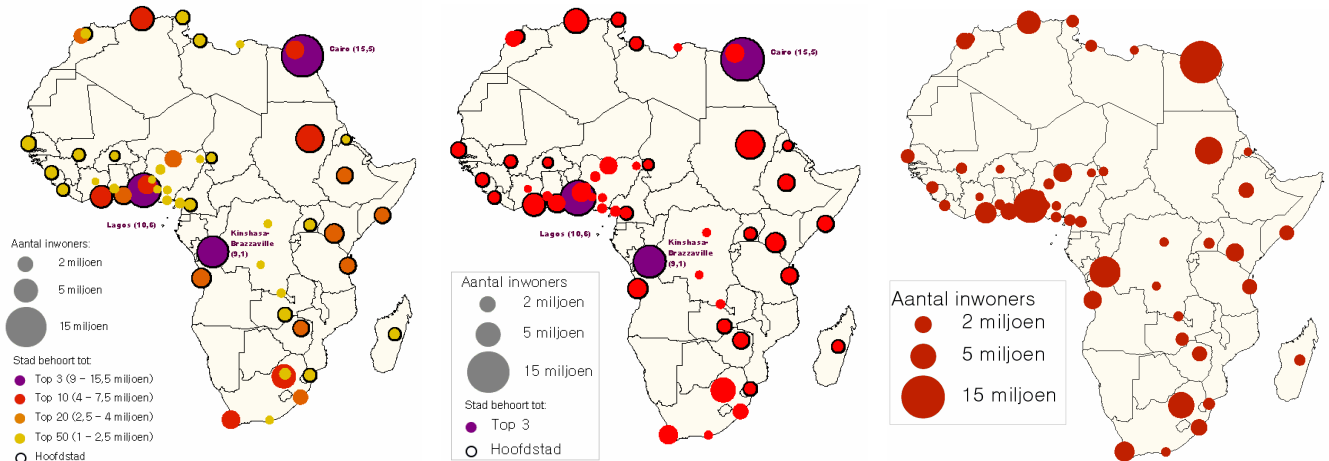 Cairo (15,5)
Lagos (10,6)
Kinshasa-
Brazzaville
(9,1)
Aantal inwoners:
2 miljoen
5 miljoen
15 miljoen
Stad behoort tot:
Top 3 (9 – 15,5 miljoen)
Top 10 (4 – 7,5 miljoen)
Top 20 (2,5 – 4 miljoen)
Top 50 (1 – 2,5 miljoen)
Hoofdstad
Cairo (15,5)
Lagos (10,6)
Kinshasa-
Brazzaville
(9,1)
Aantal inwoners
2 miljoen
5 miljoen
15 miljoen
Stad behoort tot:
Top 3
Hoofdstad
Aantal inwoners
2 miljoen
5 miljoen
15 miljoen